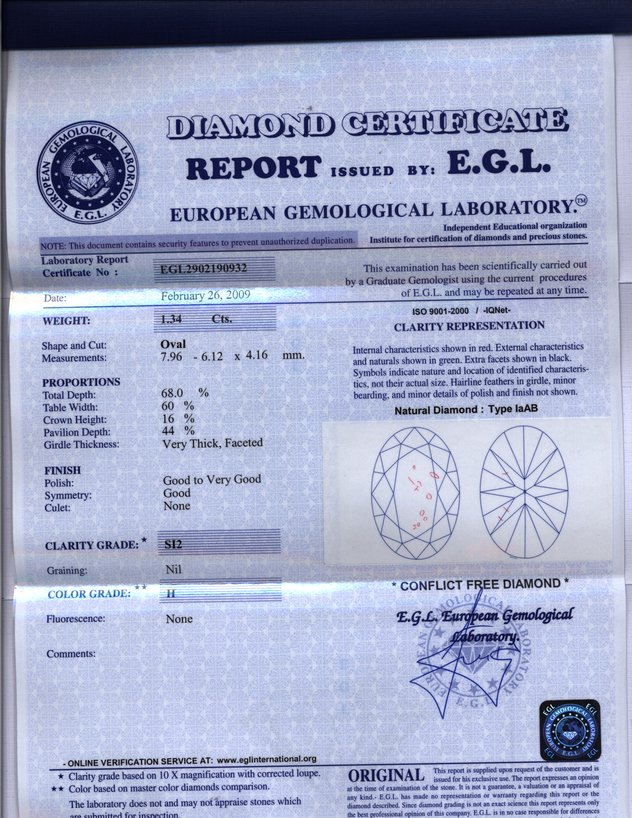 DIAMOND CERTIFICATE
REPORT ISSUED BY: E.G.L.
EUROPEAN GEMOLOGICAL LABORATORY.™
EUROPEAN GEMOLOGICAL LABORATORY
E.G.L.
Independent Educational organization
Institute for certification of diamonds and precious stones.
NOTE: This document contains security features to prevent unauthorized duplication.
Laboratory Report
Certificate No : EGL2902190932
Date: February 26, 2009
WEIGHT: 1.34 Cts.
Shape and Cut: Oval
Measurements: 7.96 - 6.12 x 4.16 mm.
PROPORTIONS
Total Depth: 68.0 %
Table Width: 60 %
Crown Height: 16 %
Pavilion Depth: 44 %
Girdle Thickness: Very Thick, Faceted
FINISH
Polish: Good to Very Good
Symmetry: Good
Culet: None
CLARITY GRADE: * SI2
Graining: Nil
COLOR GRADE: ** H
Fluorescence: None
Comments:
This examination has been scientifically carried out
by a Graduate Gemologist using the current procedures
of E.G.L. and may be repeated at any time.
ISO 9001-2000 / -IQNet-
CLARITY REPRESENTATION
Internal characteristics shown in red. External characteristics
and naturals shown in green. Extra facets shown in black.
Symbols indicate nature and location of identified characteris-
tics, not their actual size. Hairline feathers in girdle, minor
bearding, and minor details of polish and finish not shown.
Natural Diamond : Type IaAB
* CONFLICT FREE DIAMOND *
E.G.L. European Gemological
Laboratory.
EUROPEAN GEMOLOGICAL LABORATORY
E.G.L.
EGL EGL
EUROPEAN GEMOLOGICAL LABORATORY
E.G.L.
- ONLINE VERIFICATION SERVICE AT: www.eglinternational.org
★ Clarity grade based on 10 X magnification with corrected loupe.
★★ Color based on master color diamonds comparison.
The laboratory does not and may not appraise stones which
are submitted for inspection.
ORIGINAL This report is supplied upon request of the customer and is
issued for his exclusive use. The report expresses an opinion
at the time of examination of the stone. It is not a guarantee, a valuation or an appraisal of
any kind.- E.G.L. has made no representation or warranty regarding this report or the
diamond described. Since diamond grading is not an exact science this report represents only
the best professional opinion of this company. E.G.L. is in no case responsible for differences